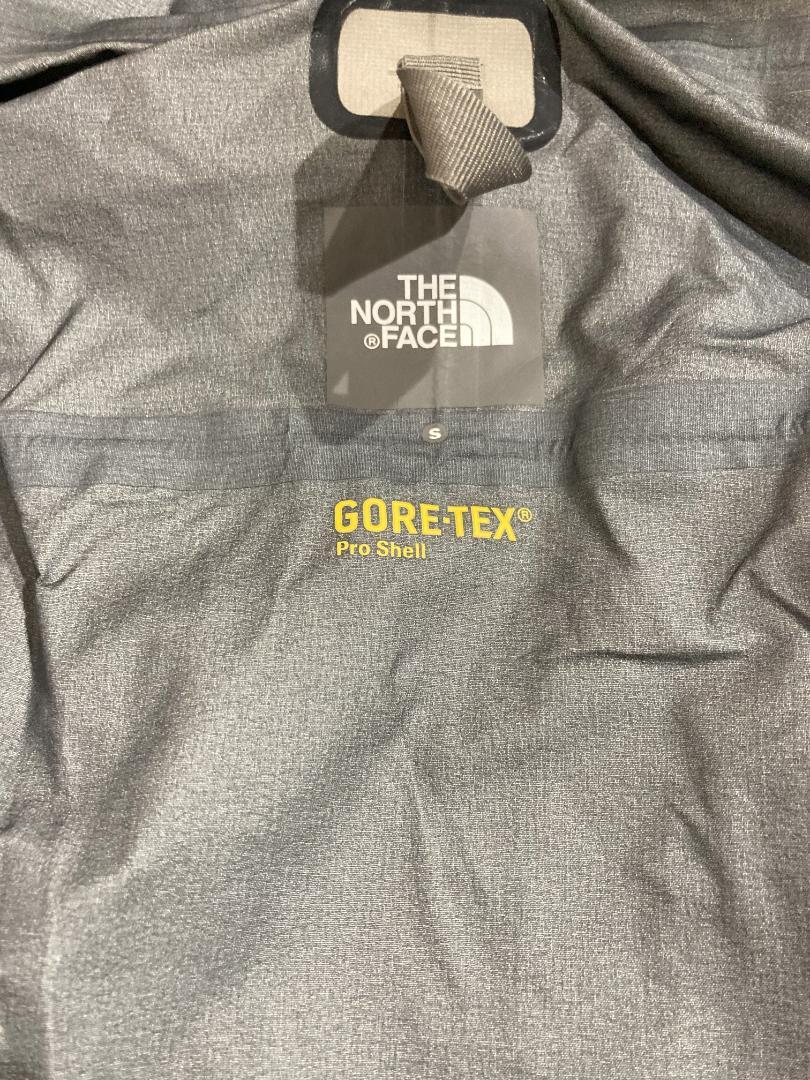 THE
NORTH
®FACE
S
GORE-TEX®
Pro Shell